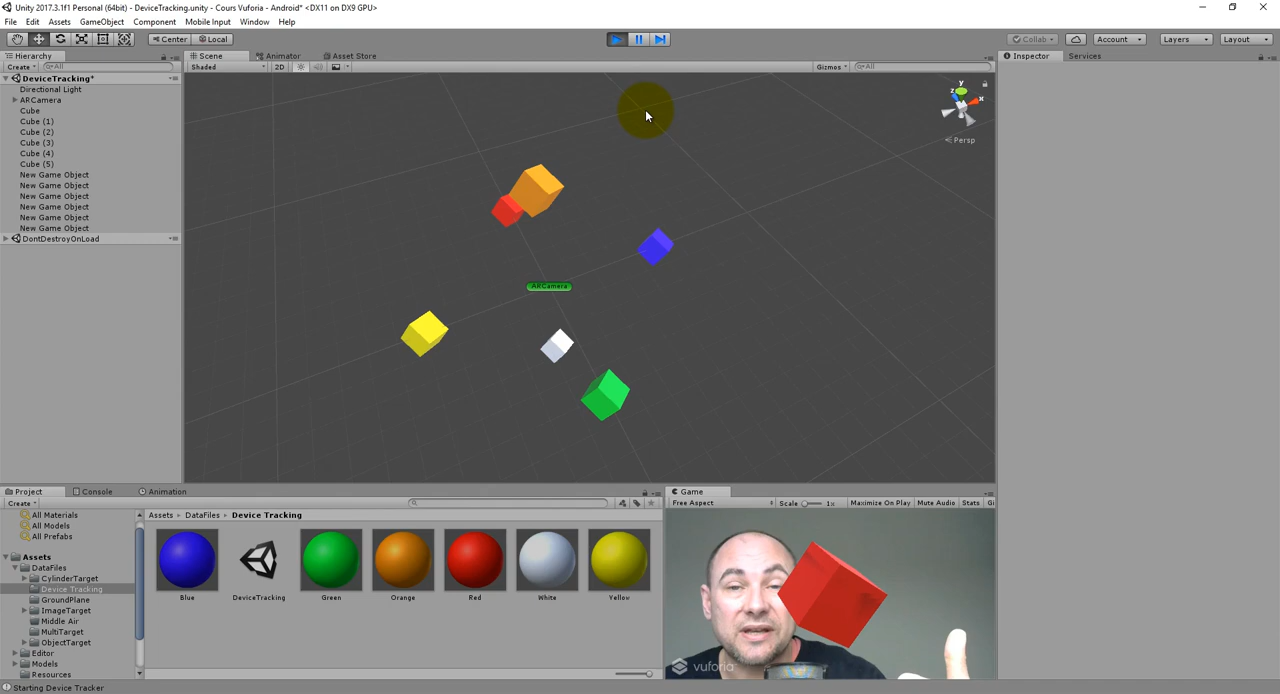 Unity 2017.3.1f1 Personal (64bit) - DeviceTracking.unity - Cours Vuforia - Android* <DX11 on DX9 GPU>
File Edit Assets GameObject Component Mobile Input Window Help
Center Local Collab Account Layers Layout
Hierarchy Scene Animator Asset Store Inspector Services
Create All Shaded 2D Gizmos All
DeviceTracking*
Directional Light
ARCamera
Cube
Cube (1)
Cube (2)
Cube (3)
Cube (4)
Cube (5)
New Game Object
New Game Object
New Game Object
New Game Object
New Game Object
New Game Object
DontDestroyOnLoad
y
x
z
Persp
ARCamera
Project Console Animation Game
Create Free Aspect Scale 1x Maximize On Play Mute Audio Stats Gi
All Materials
All Models
All Prefabs
Assets
DataFiles
CylinderTarget
Device Tracking
GroundPlane
ImageTarget
Middle Air
MultiTarget
ObjectTarget
Editor
Models
Resources
Assets DataFiles Device Tracking
Blue DeviceTracking Green Orange Red White Yellow
vuforia
Starting Device Tracker